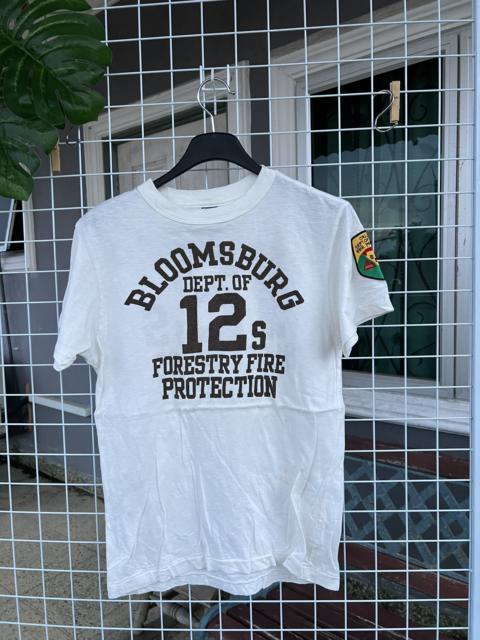 BLOOMSBURG
DEPT. OF
12s
FORESTRY FIRE
PROTECTION